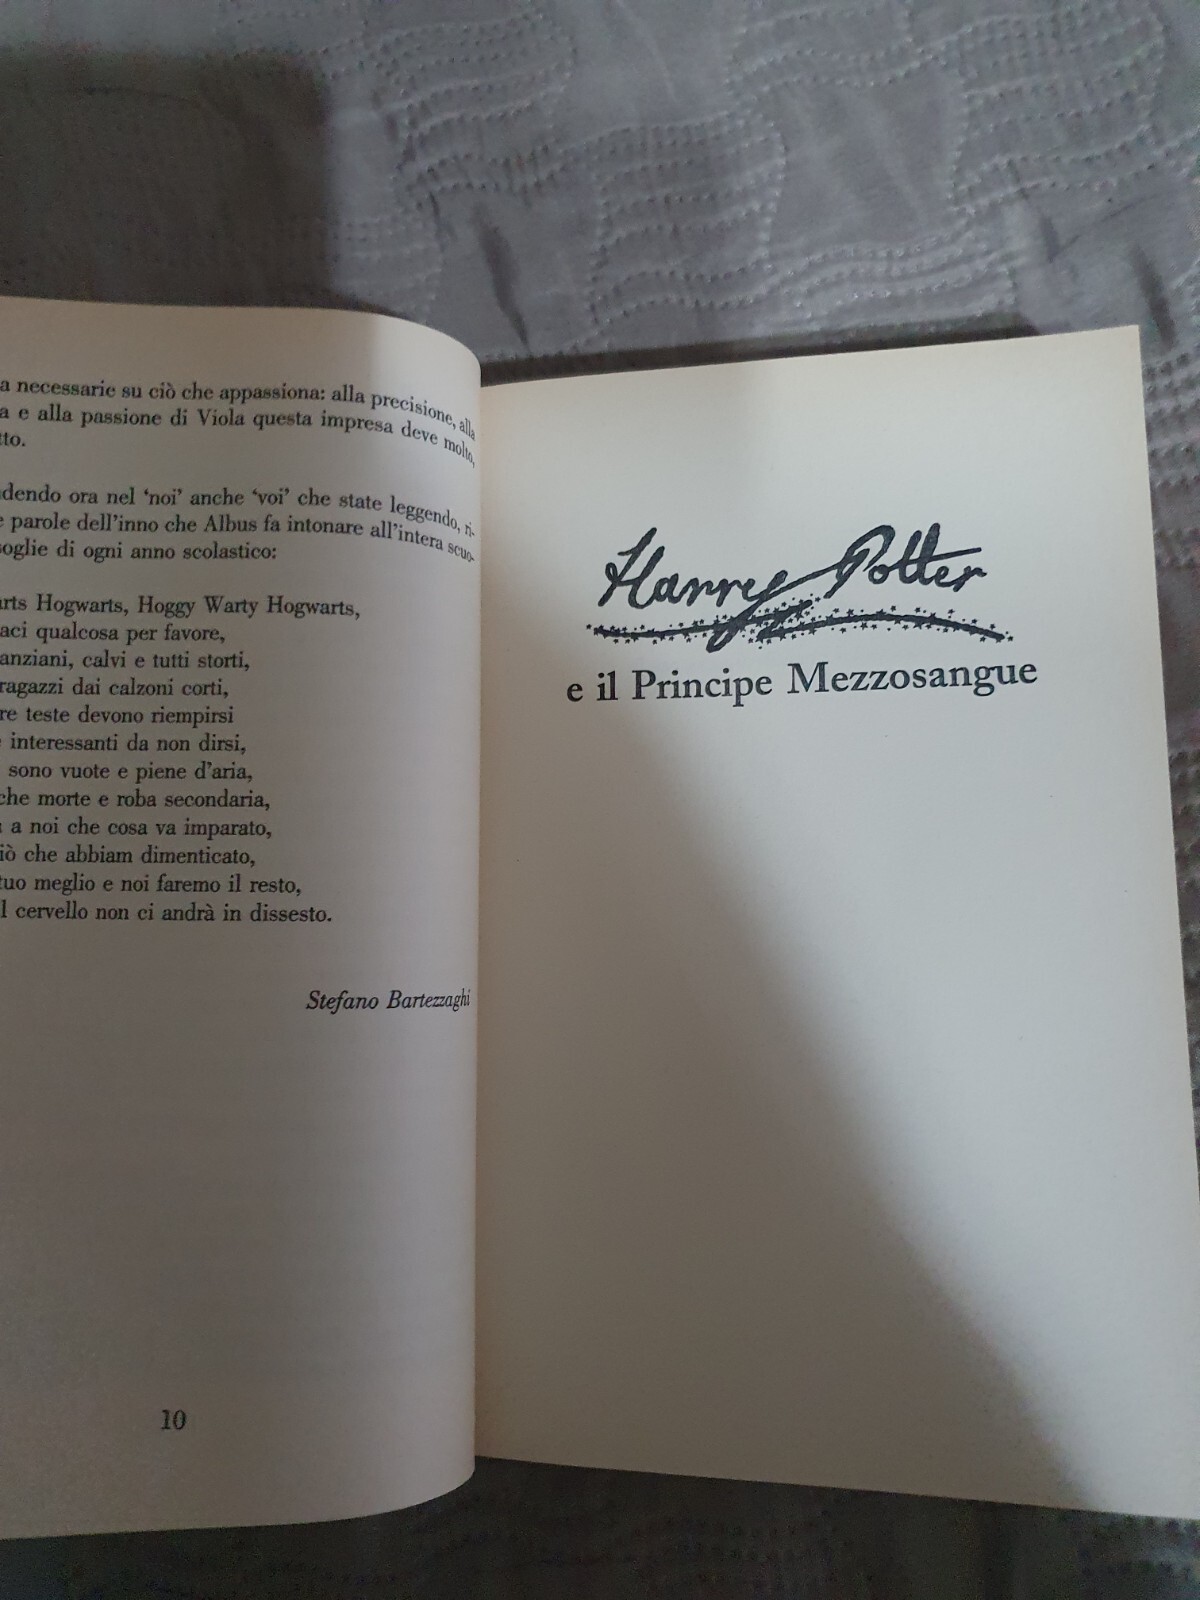 a necessarie su ciò che appassiona: alla precisione, alla
a e alla passione di Viola questa impresa deve molto,
tto.
dendo ora nel ‘noi’ anche ‘voi’ che state leggendo, ri-
e parole dell’inno che Albus fa intonare all’intera scuo-
oglie di ogni anno scolastico:
arts Hogwarts, Hoggy Warty Hogwarts,
aci qualcosa per favore,
anziani, calvi e tutti storti,
ragazzi dai calzoni corti,
re teste devono riempirsi
e interessanti da non dirsi,
sono vuote e piene d’aria,
che morte e roba secondaria,
a noi che cosa va imparato,
iò che abbiam dimenticato,
tuo meglio e noi faremo il resto,
l cervello non ci andrà in dissesto.
Stefano Bartezzaghi
10
Harry Potter
e il Principe Mezzosangue